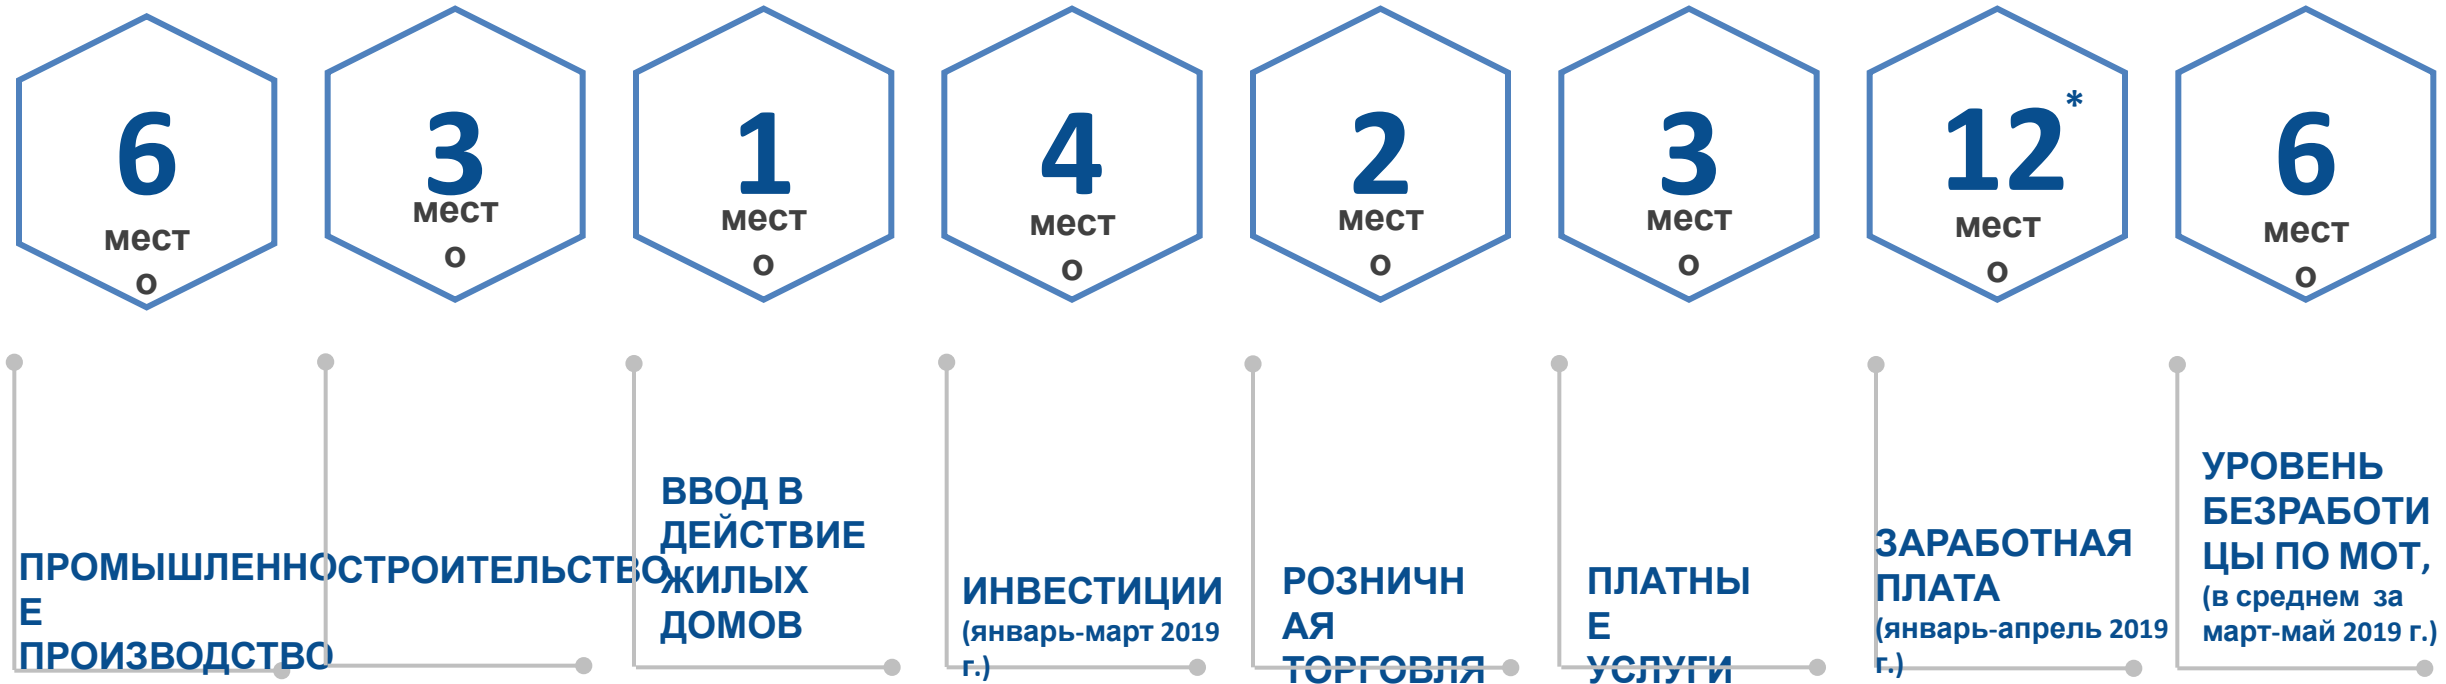 6
мест
о
3
мест
о
1
мест
о
4
мест
о
2
мест
о
3
мест
о
12*
мест
о
6
мест
о
ПРОМЫШЛЕННО
Е
ПРОИЗВОДСТВО
СТРОИТЕЛЬСТВО
ВВОД В
ДЕЙСТВИЕ
ЖИЛЫХ
ДОМОВ
ИНВЕСТИЦИИ
(январь-март 2019
г.)
РОЗНИЧН
АЯ
ТОРГОВЛЯ
ПЛАТНЫ
Е
УСЛУГИ
ЗАРАБОТНАЯ
ПЛАТА
(январь-апрель 2019
г.)
УРОВЕНЬ
БЕЗРАБОТИ
ЦЫ ПО МОТ,
(в среднем за
март-май 2019 г.)